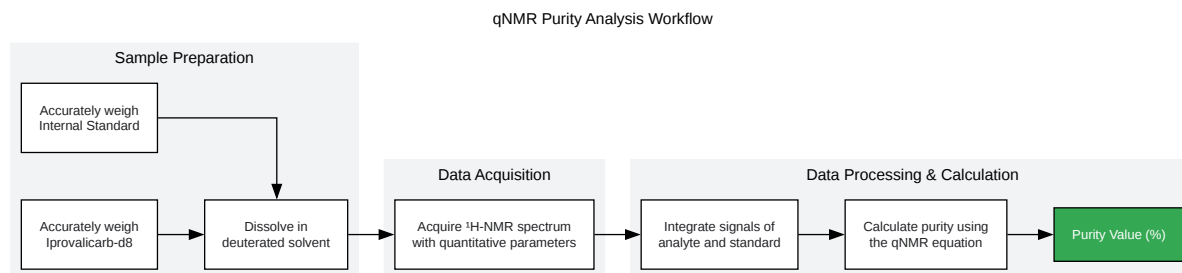 qNMR Purity Analysis Workflow
Sample Preparation
Accurately weigh
Internal Standard
Accurately weigh
Iprovalicarb-d8
Dissolve in
deuterated solvent
Data Acquisition
Acquire ¹H-NMR spectrum
with quantitative parameters
Data Processing & Calculation
Integrate signals of
analyte and standard
Calculate purity using
the qNMR equation
Purity Value (%)